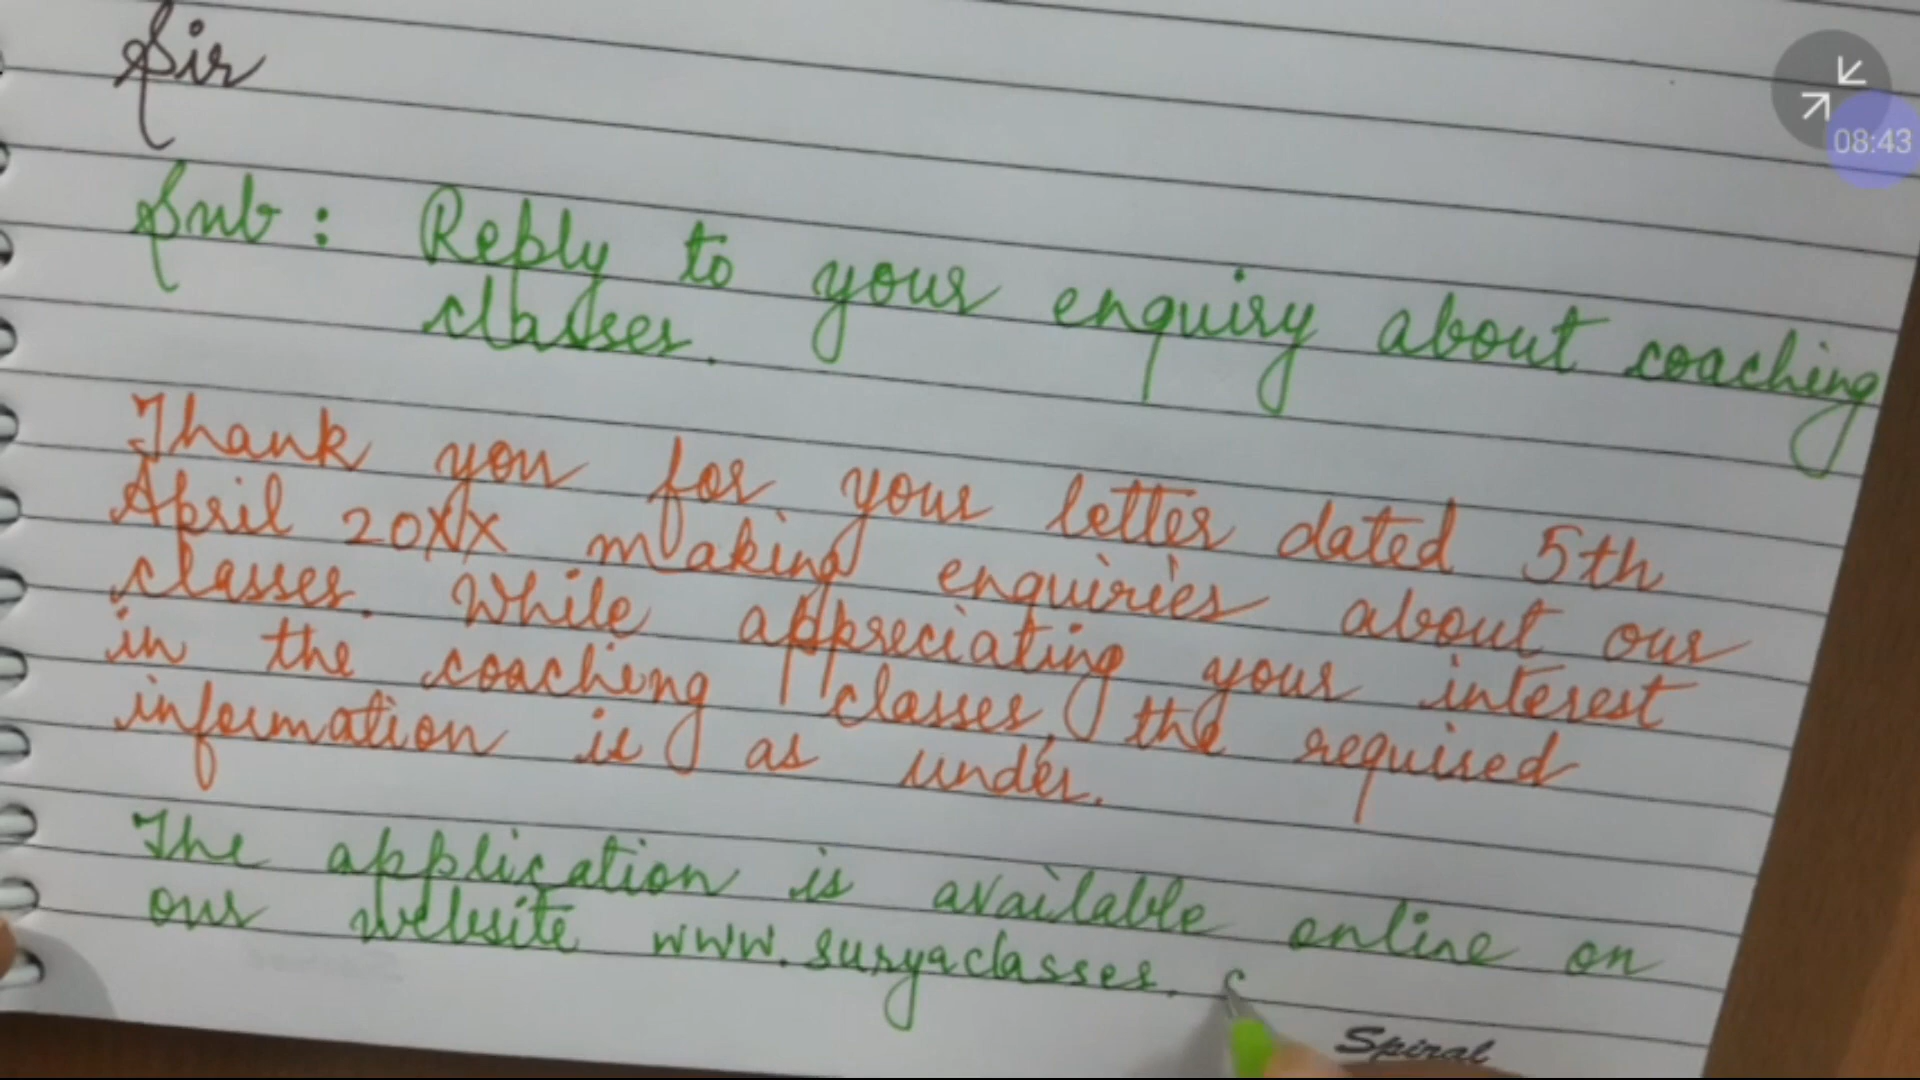 Sir
08:43
Sub: Reply to your enquiry about coaching
classes.
Thank you for your letter dated 5th
April 20XX making enquiries about our
classes. While appreciating your interest
in the coaching classes, the required
information is as under.
The application is available online on
our website www.suryaclasses. c
Spiral